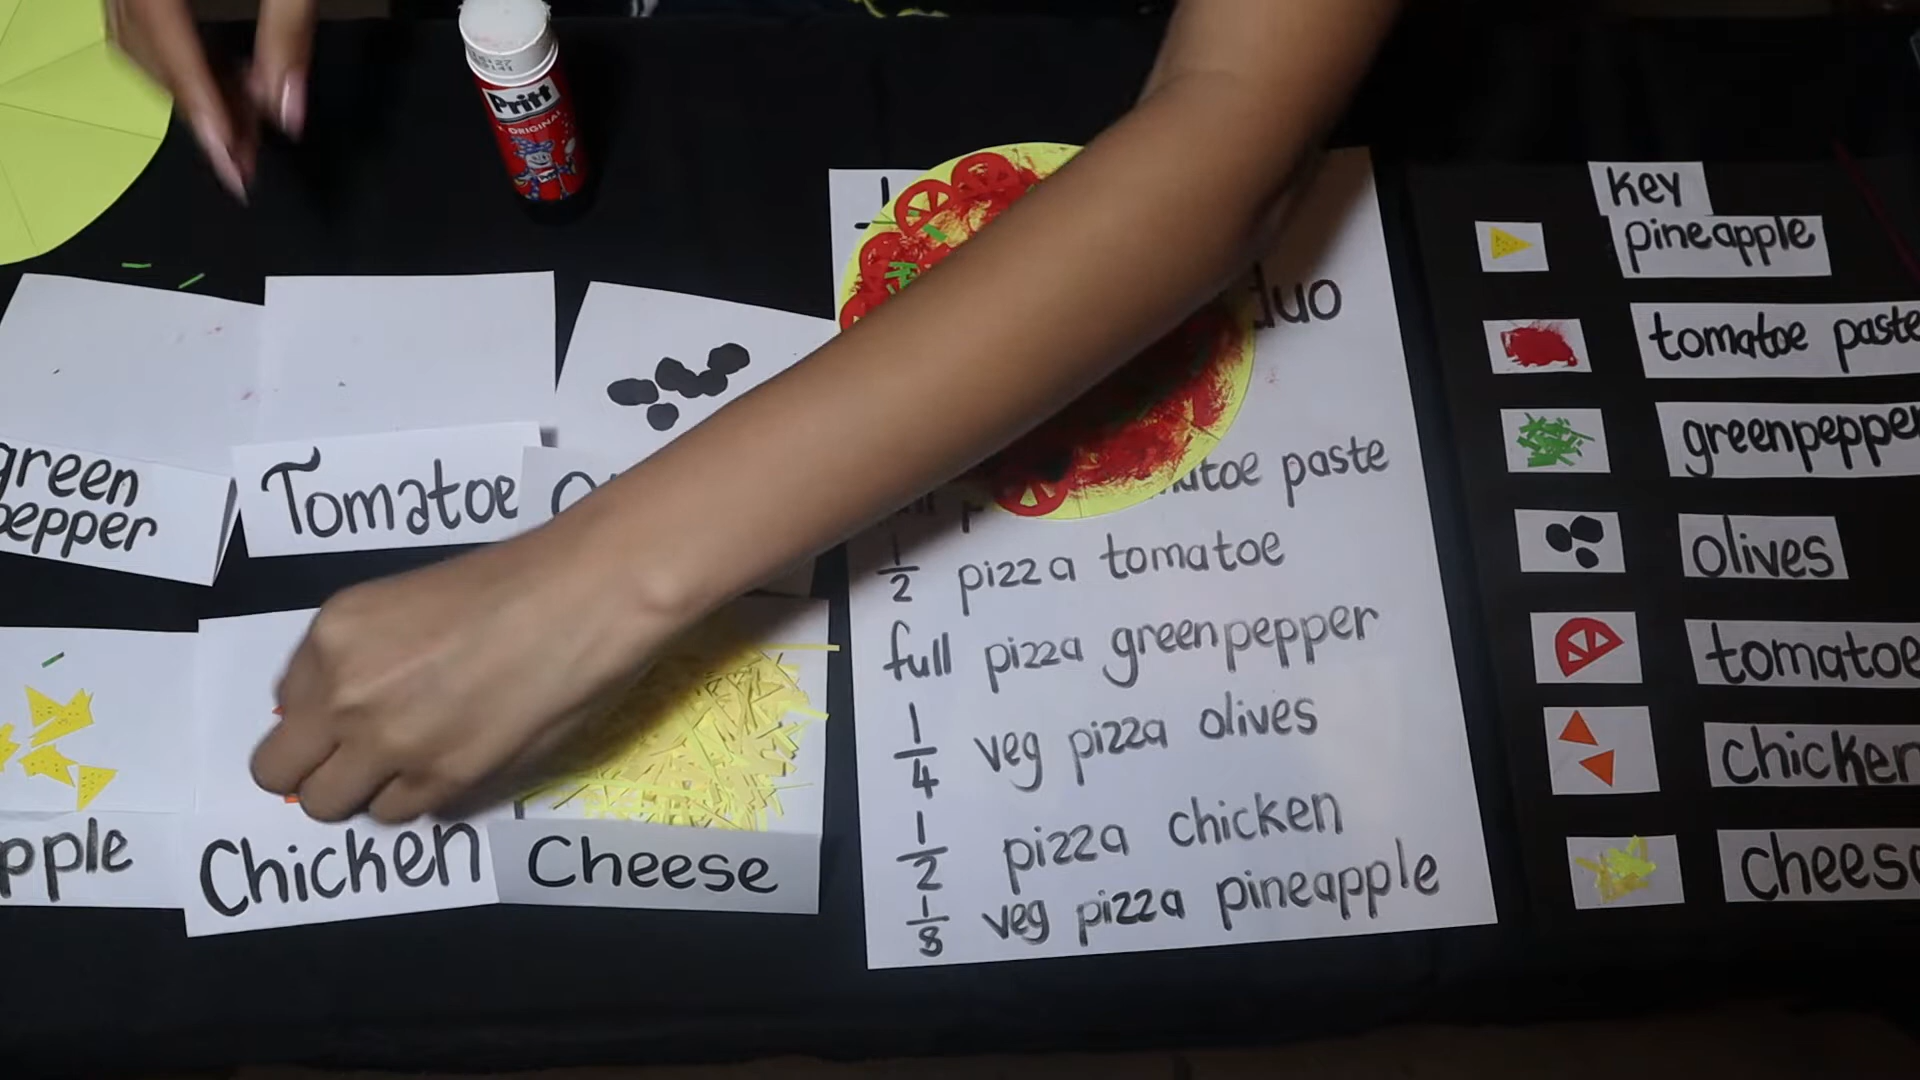 Pritt
ORIGINAL
duo
paste
1/2 pizza tomatoe
full pizza greenpepper
1/4 veg pizza olives
1/2 pizza chicken
1/8 veg pizza pineapple
green
pepper
Tomatoe
pple
Chicken
Cheese
key
pineapple
tomatoe paste
greenpepper
olives
tomatoe
chicken
cheese